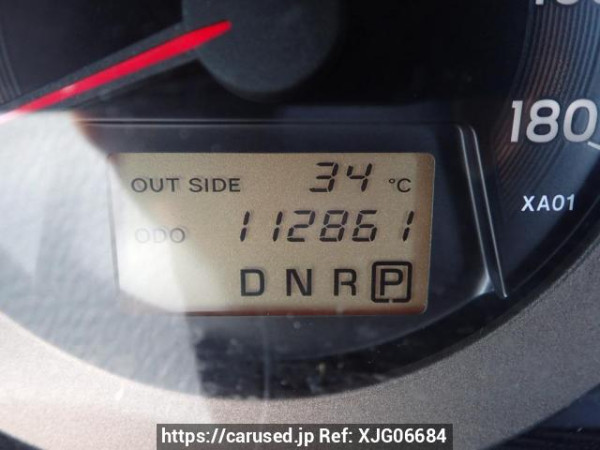 180
OUT SIDE 34 °C
XA01
ODO 112861
D N R P
https://carused.jp Ref: XJG06684